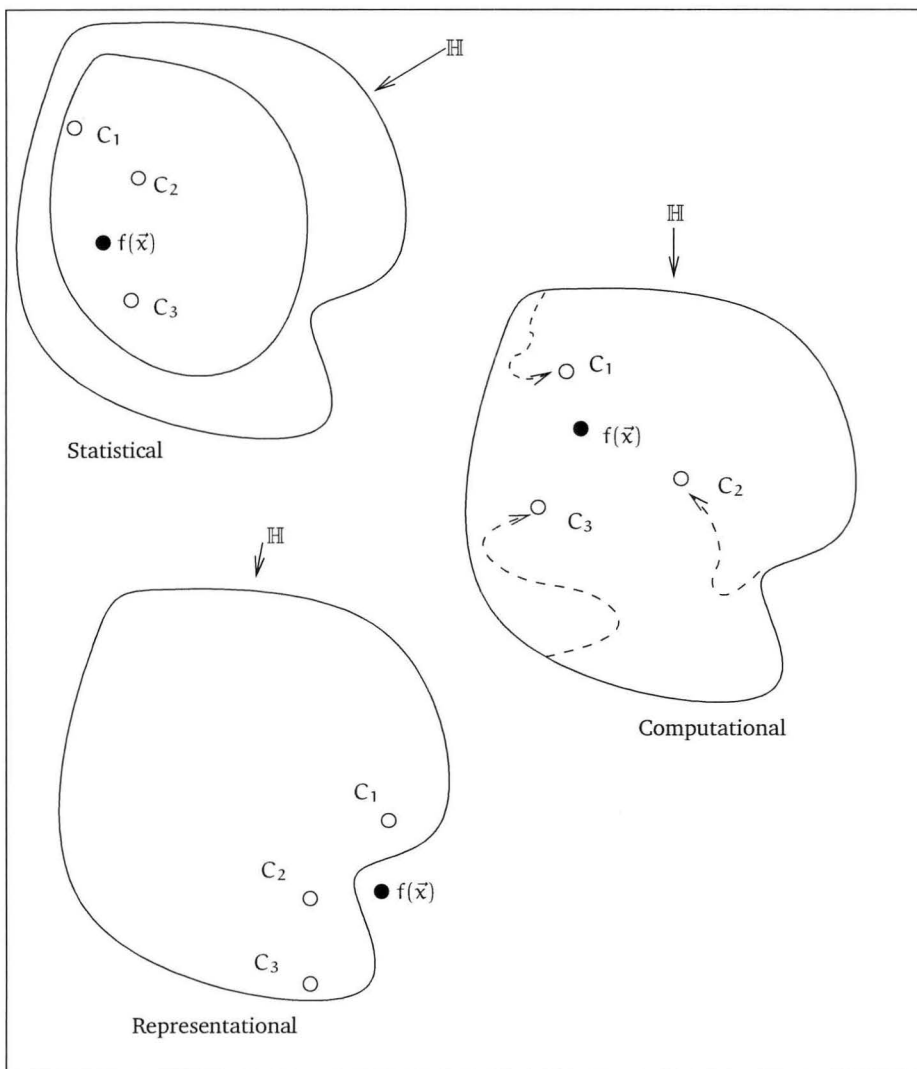 ℍ
C₁
C₂
f(x⃗)
C₃
Statistical
ℍ
C₁
f(x⃗)
C₂
C₃
Computational
ℍ
C₁
C₂
f(x⃗)
C₃
Representational